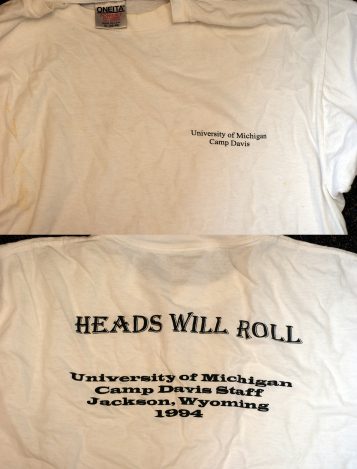 ONEITA
University of Michigan
Camp Davis
HEADS WILL ROLL
University of Michigan
Camp Davis Staff
Jackson, Wyoming
1994